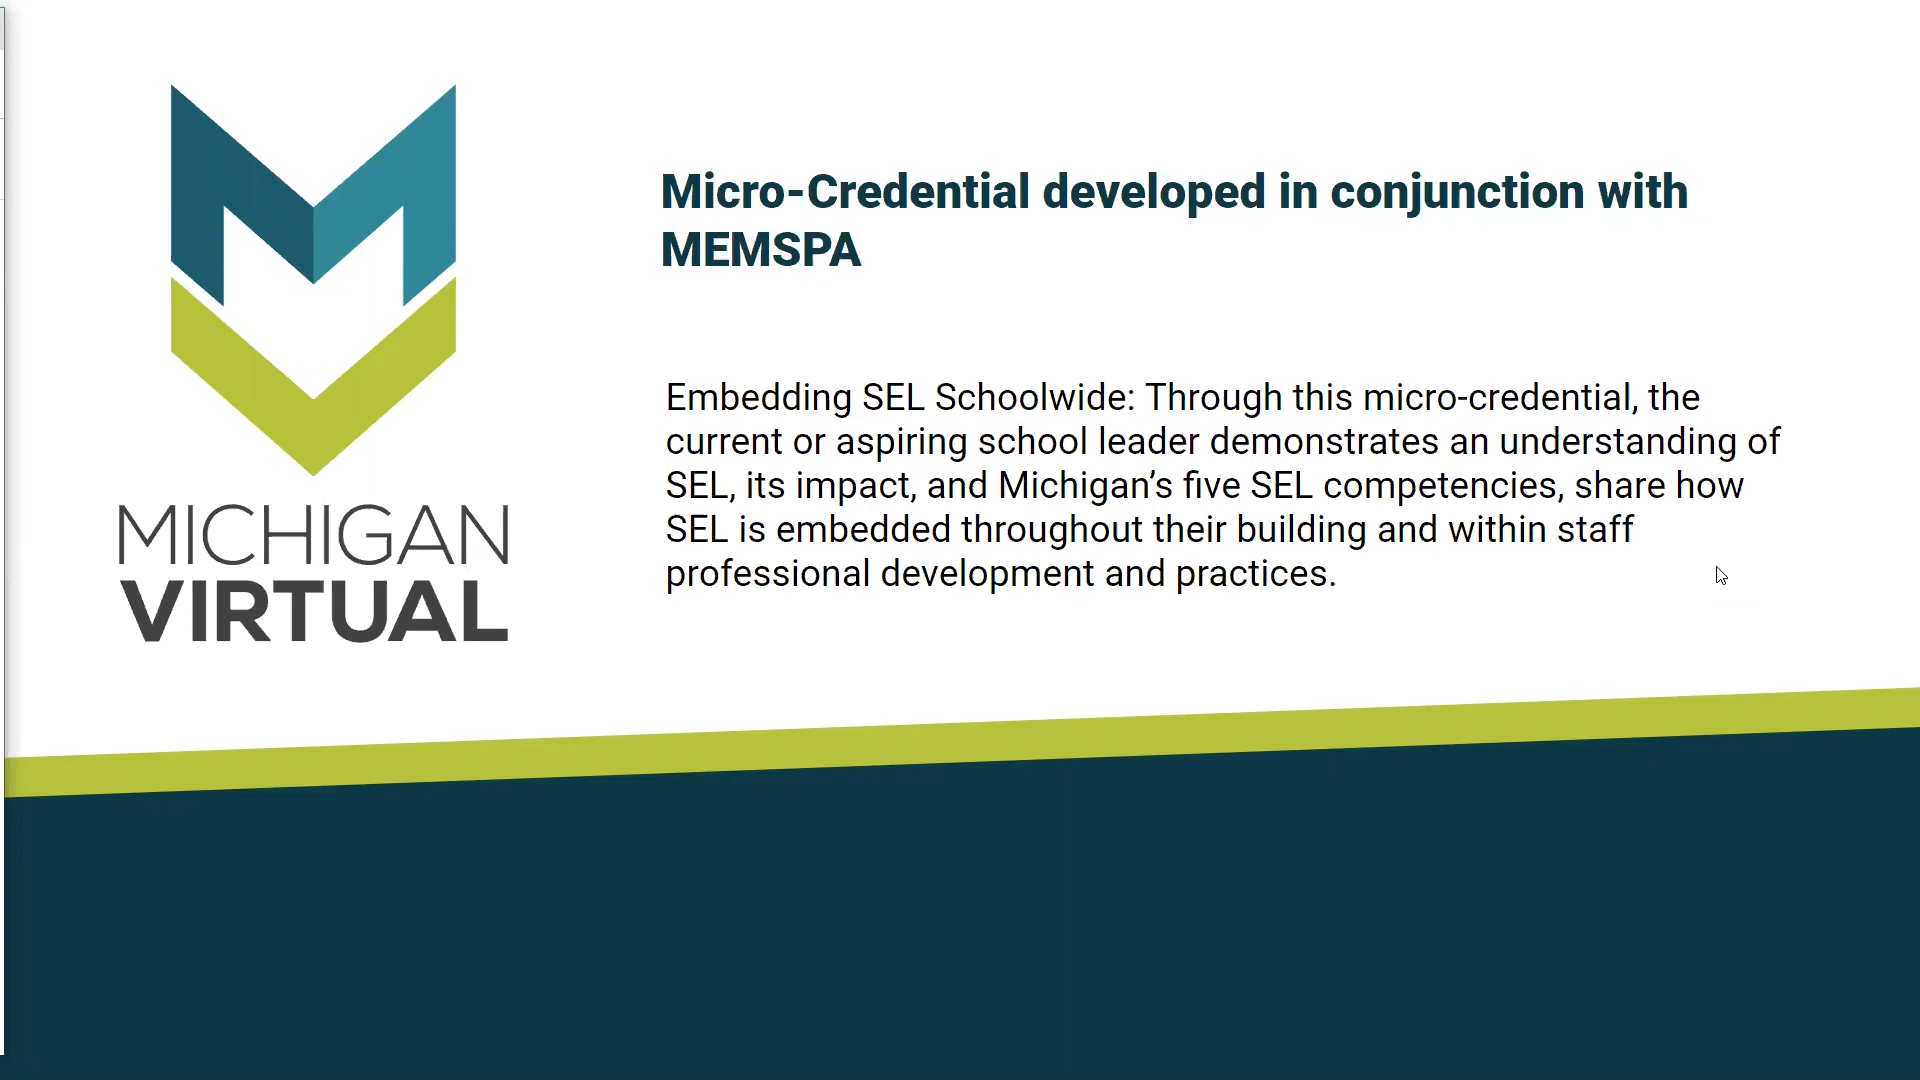 MICHIGAN
VIRTUAL
Micro-Credential developed in conjunction with
MEMSPA
Embedding SEL Schoolwide: Through this micro-credential, the
current or aspiring school leader demonstrates an understanding of
SEL, its impact, and Michigan’s five SEL competencies, share how
SEL is embedded throughout their building and within staff
professional development and practices.